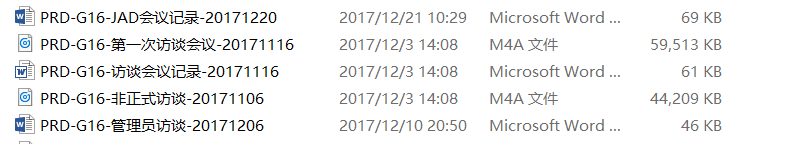 PRD-G16-JAD会议记录-20171220 2017/12/21 10:29 Microsoft Word ... 69 KB
PRD-G16-第一次访谈会议-20171116 2017/12/3 14:08 M4A 文件 59,513 KB
PRD-G16-访谈会议记录-20171116 2017/12/3 14:08 Microsoft Word ... 61 KB
PRD-G16-非正式访谈-20171106 2017/12/3 14:08 M4A 文件 44,209 KB
PRD-G16-管理员访谈-20171206 2017/12/10 20:50 Microsoft Word ... 46 KB